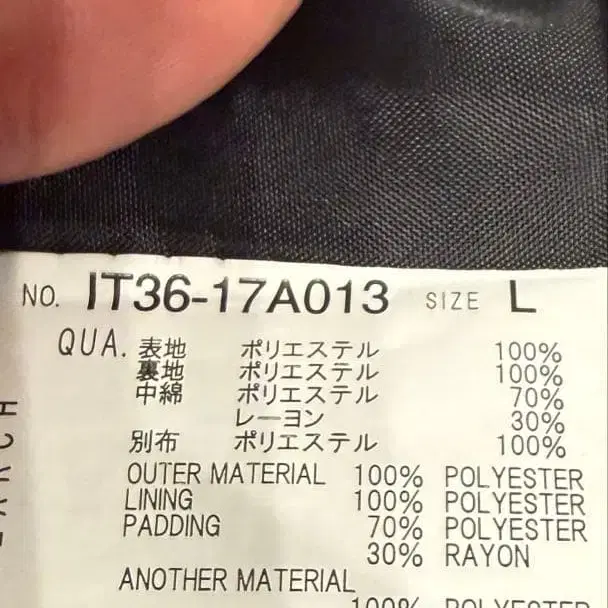 NO. IT36-17A013 SIZE L
QUA. 表地 ポリエステル 100%
裏地 ポリエステル 100%
中綿 ポリエステル 70%
レーヨン 30%
別布 ポリエステル 100%
OUTER MATERIAL 100% POLYESTER
LINING 100% POLYESTER
PADDING 70% POLYESTER
30% RAYON
ANOTHER MATERIAL
100% POLYESTER